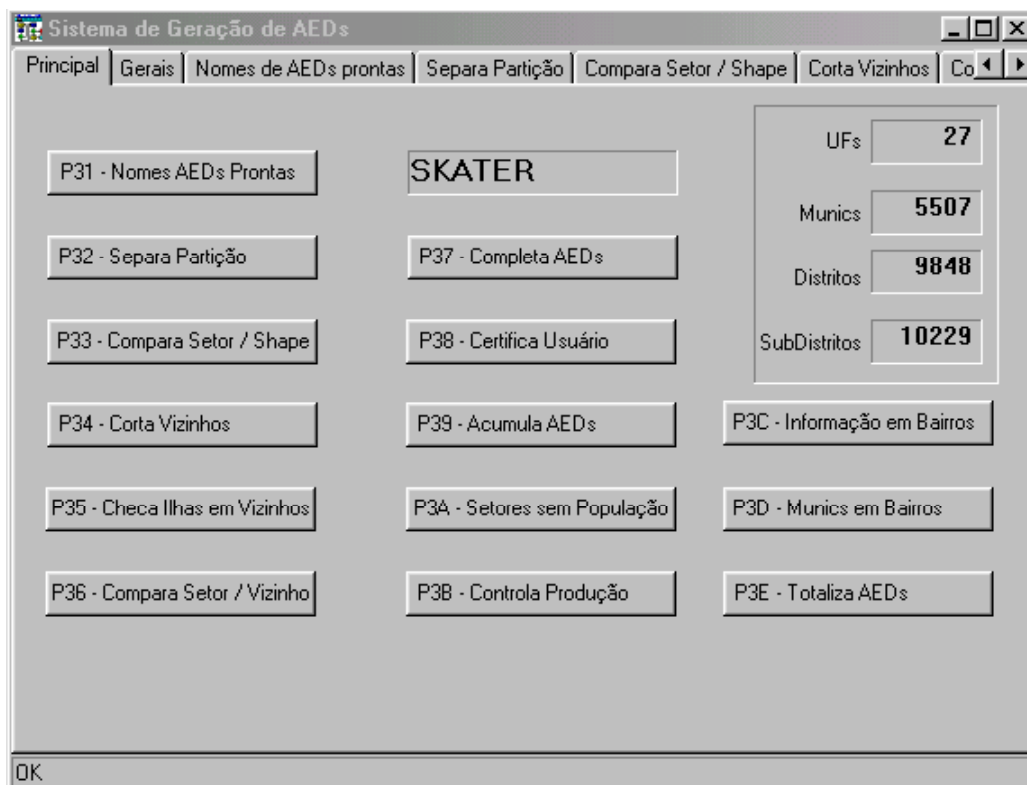 Sistema de Geração de AEDs
Principal Gerais Nomes de AEDs prontas Separa Partição Compara Setor / Shape Corta Vizinhos Co
UFs 27
P31 - Nomes AEDs Prontas SKATER
Munics 5507
P32 - Separa Partição P37 - Completa AEDs
Distritos 9848
P33 - Compara Setor / Shape P38 - Certifica Usuário SubDistritos 10229
P34 - Corta Vizinhos P39 - Acumula AEDs P3C - Informação em Bairros
P35 - Checa Ilhas em Vizinhos P3A - Setores sem População P3D - Munics em Bairros
P36 - Compara Setor / Vizinho P3B - Controla Produção P3E - Totaliza AEDs
OK